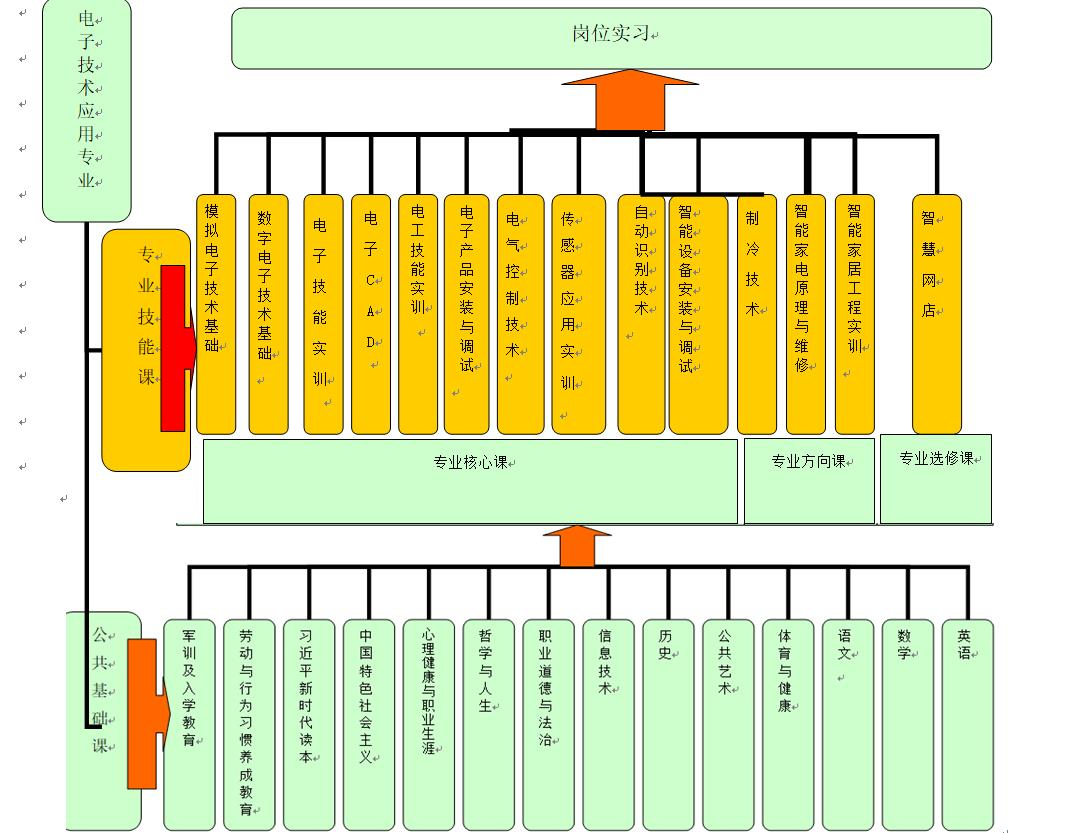 电子技术应用专业
岗位实习
专业技能课
模拟电子技术基础
数字电子技术基础
电子技能实训
电子CAD
电工技能实训
电子产品安装与调试
电气控制技术
传感器应用实训
自动识别技术
智能设备安装与调试
制冷技术
智能家电原理与维修
智能家居工程实训
智慧网店
专业核心课
专业方向课
专业选修课
公共基础课
军训及入学教育
劳动与行为习惯养成教育
习近平新时代读本
中国特色社会主义
心理健康与职业生涯
哲学与人生
职业道德与法治
信息技术
历史
公共艺术
体育与健康
语文
数学
英语